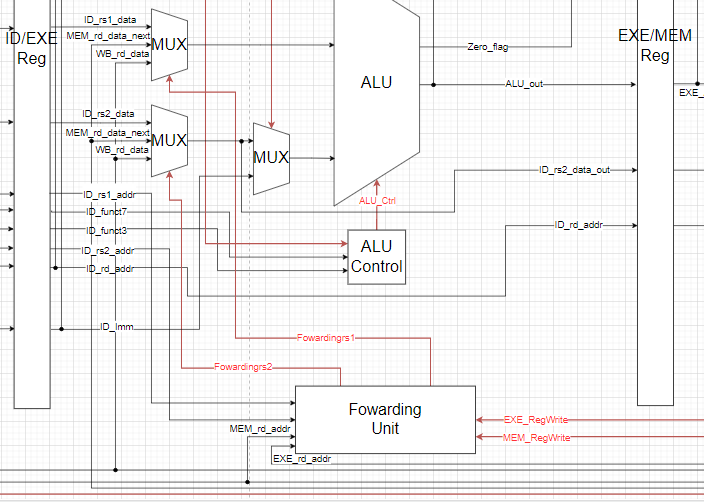 ID_rs1_data
ID/EXE
Reg
MEM_rd_data_next
WB_rd_data
MUX
ALU
Zero_flag
EXE/MEM
Reg
ALU_out
EXE_
ID_rs2_data
MEM_rd_data_next
WB_rd_data
MUX
MUX
ID_rs2_data_out
ID_rs1_addr
ALU_Ctrl
ID_funct7
ID_rd_addr
ID_funct3
ID_rs2_addr
ALU
Control
ID_rd_addr
ID_Imm
Fowardingrs1
Fowardingrs2
Fowarding
Unit
EXE_RegWrite
MEM_rd_addr
MEM_RegWrite
EXE_rd_addr